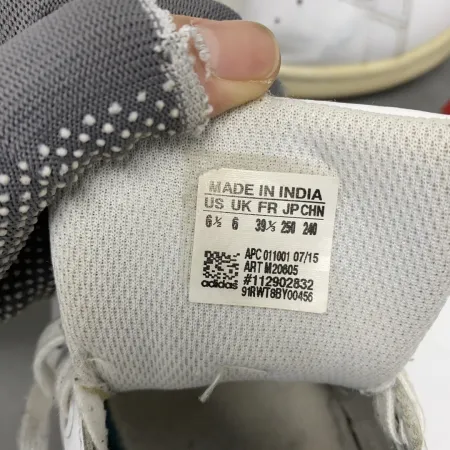 MADE IN INDIA
US UK FR JP CHN
6½ 6 39⅓ 250 240
APC 011001 07/15
ART M20605
adidas #112902832
91RWT8BY00456